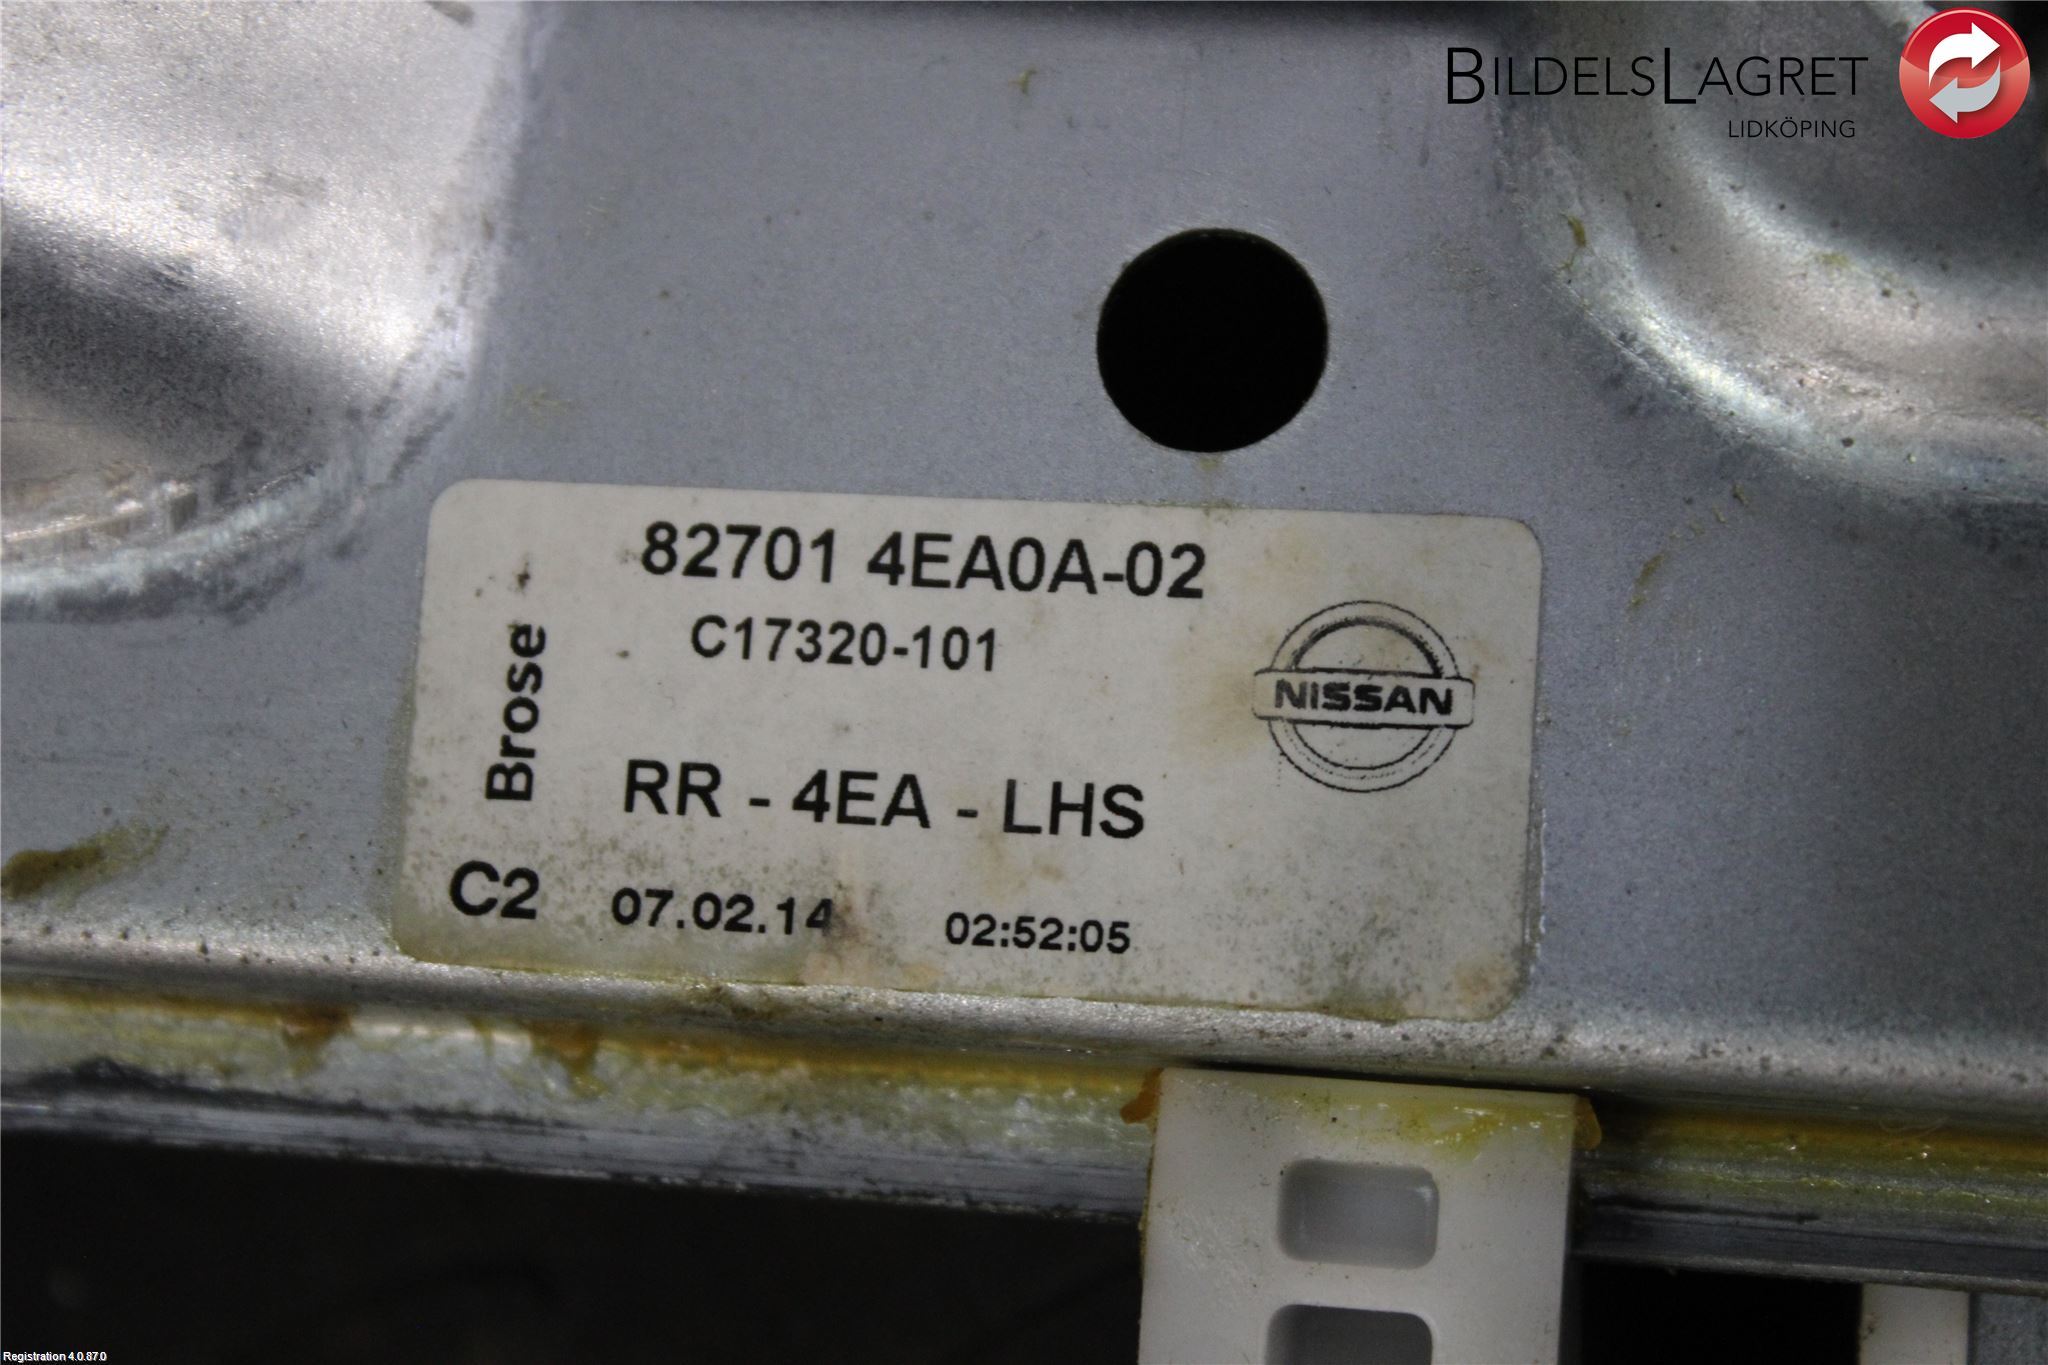 BILDELSLAGRET
LIDKÖPING
82701 4EA0A-02
C17320-101
Brose
NISSAN
RR - 4EA - LHS
C2 07.02.14 02:52:05
Registration 4.0.87.0